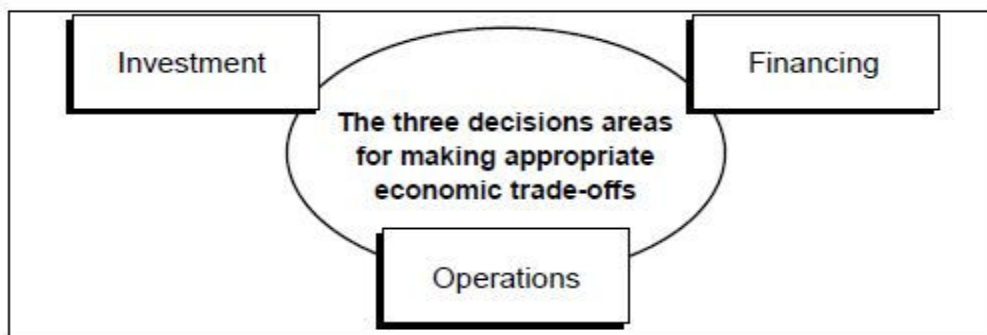 Investment
Financing
The three decisions areas
for making appropriate
economic trade-offs
Operations